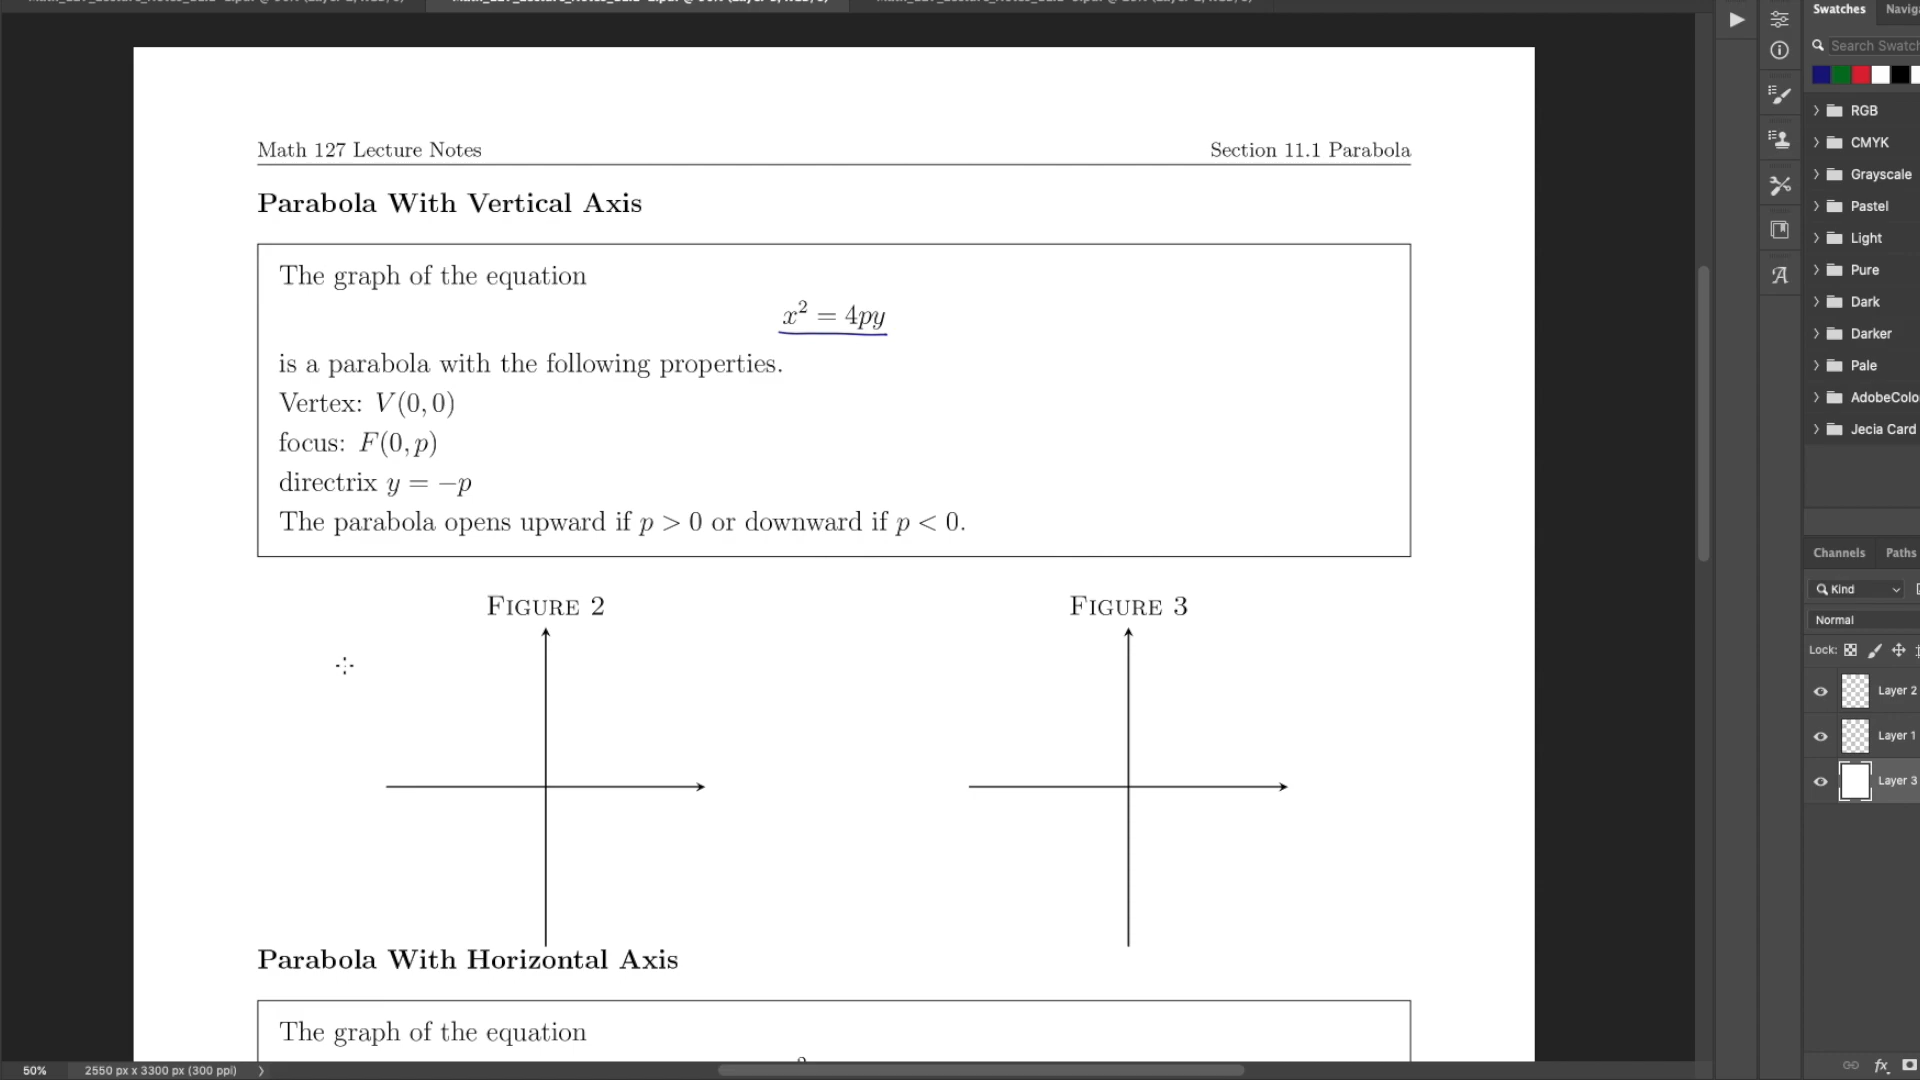 Swatches
Search Swatch
Math 127 Lecture Notes
Section 11.1 Parabola
Parabola With Vertical Axis
The graph of the equation
x² = 4py
is a parabola with the following properties.
Vertex: V(0, 0)
focus: F(0, p)
directrix y = −p
The parabola opens upward if p > 0 or downward if p < 0.
FIGURE 2
FIGURE 3
Parabola With Horizontal Axis
The graph of the equation
50%
2550 px x 3300 px (300 ppi)
RGB
CMYK
Grayscale
Pastel
Light
Pure
Dark
Darker
Pale
AdobeColo
Jecia Card
Channels
Paths
Kind
Normal
Lock:
Layer 2
Layer 1
Layer 3
fx